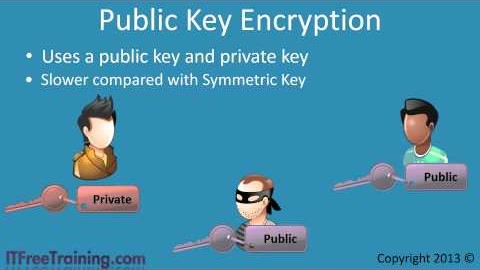 Public Key Encryption
• Uses a public key and private key
• Slower compared with Symmetric Key
Public
Private
Public
ITFreeTraining.com
Copyright 2013 ©